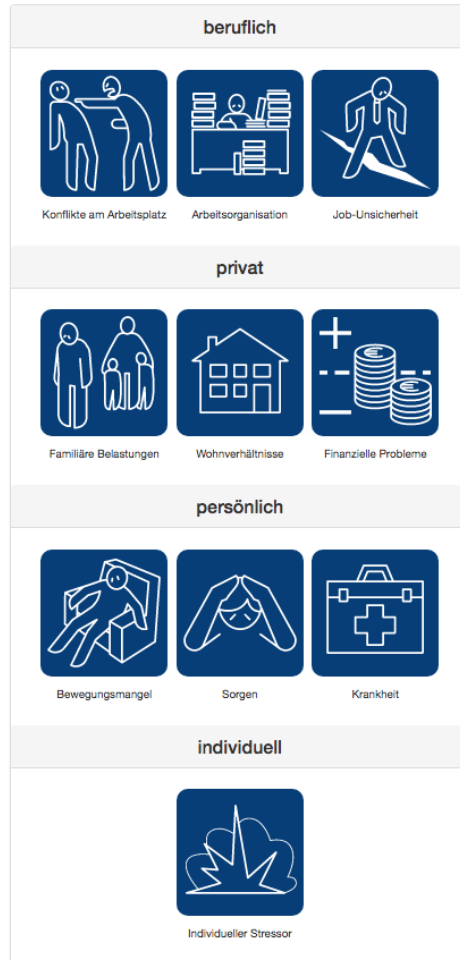 beruflich
Konflikte am Arbeitsplatz Arbeitsorganisation Job-Unsicherheit
privat
Familiäre Belastungen Wohnverhältnisse Finanzielle Probleme
persönlich
Bewegungsmangel Sorgen Krankheit
individuell
Individueller Stressor